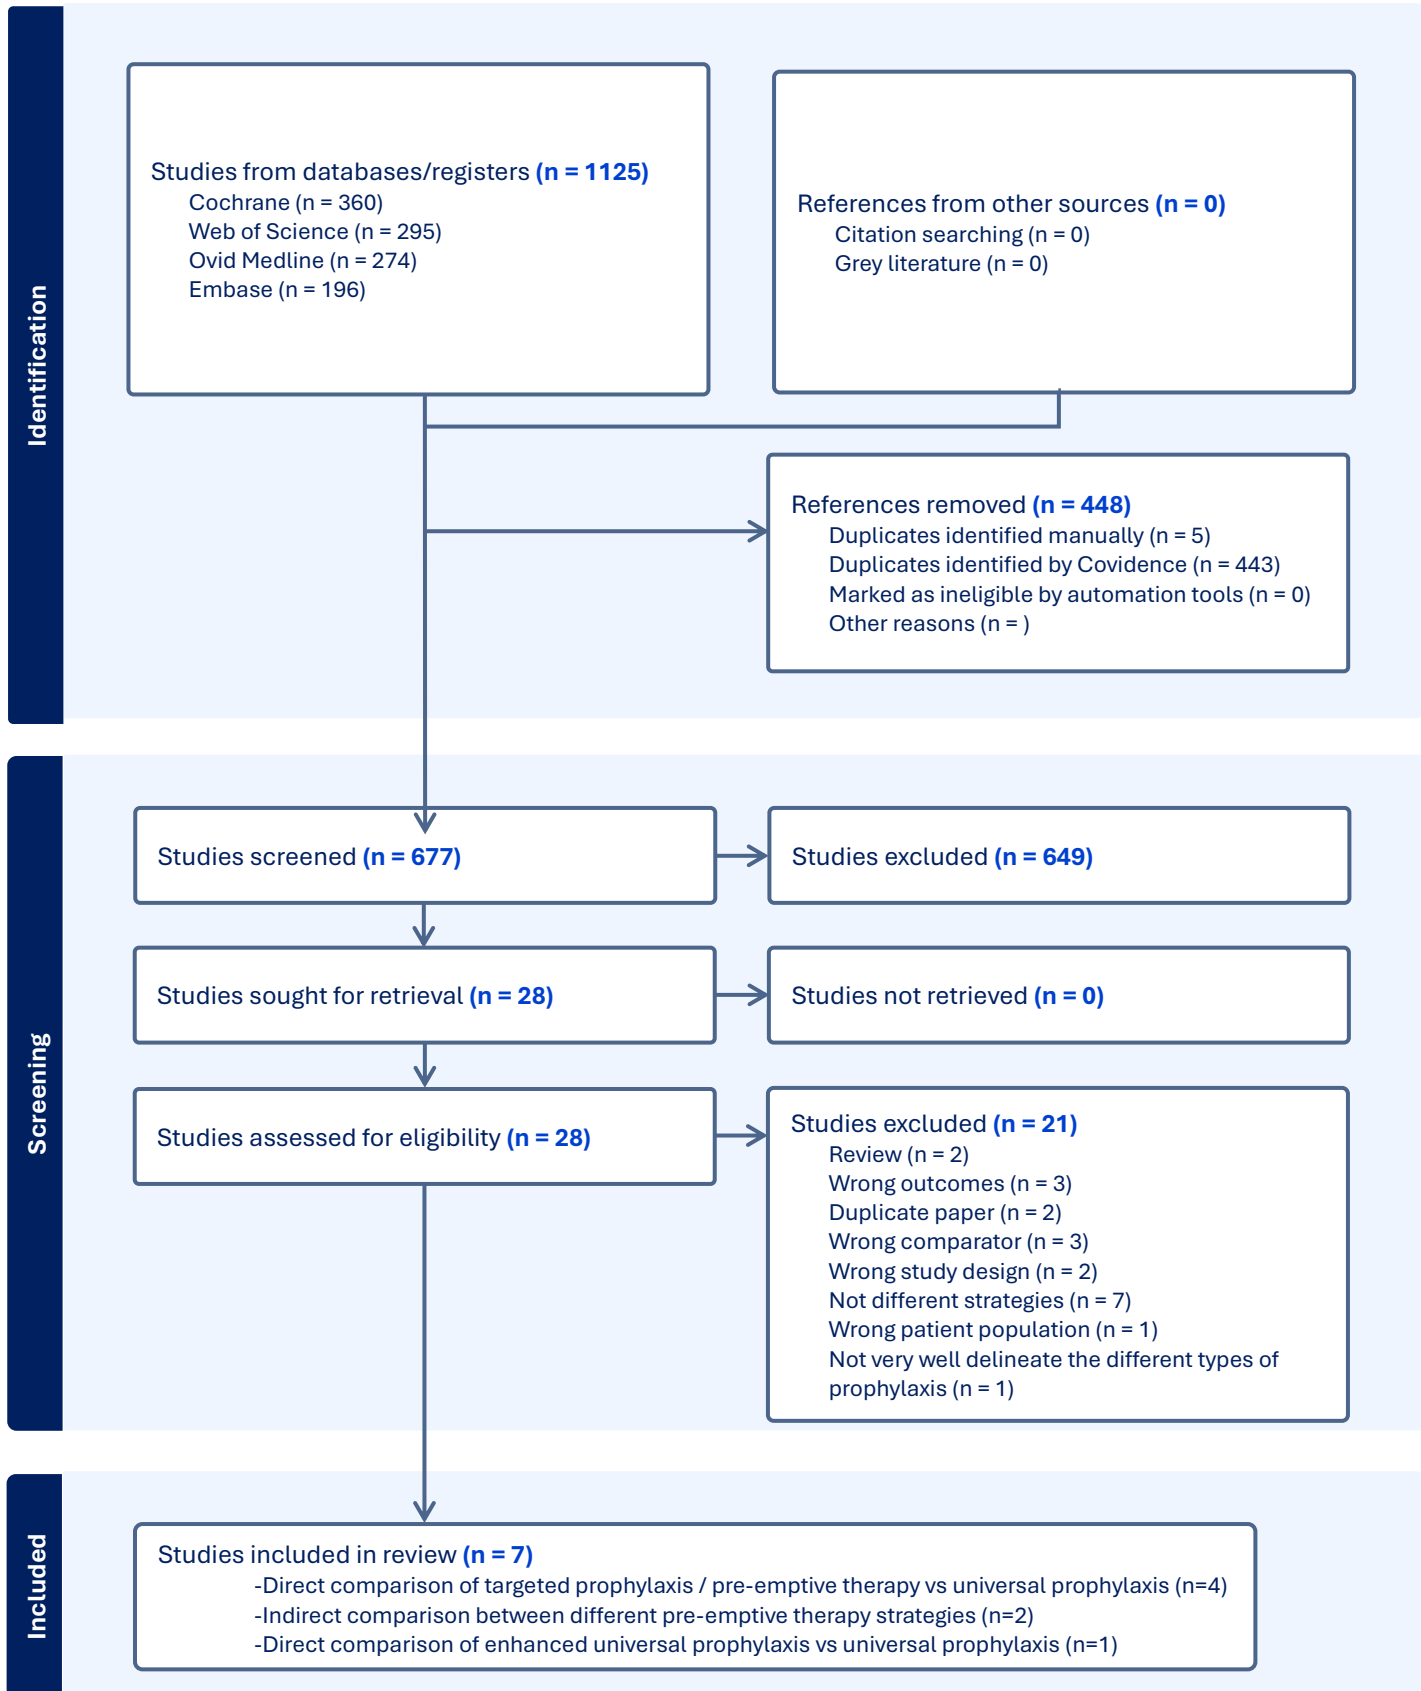 Identification
Studies from databases/registers (n = 1125)
Cochrane (n = 360)
Web of Science (n = 295)
Ovid Medline (n = 274)
Embase (n = 196)
References from other sources (n = 0)
Citation searching (n = 0)
Grey literature (n = 0)
References removed (n = 448)
Duplicates identified manually (n = 5)
Duplicates identified by Covidence (n = 443)
Marked as ineligible by automation tools (n = 0)
Other reasons (n = )
Screening
Studies screened (n = 677)
Studies excluded (n = 649)
Studies sought for retrieval (n = 28)
Studies not retrieved (n = 0)
Studies assessed for eligibility (n = 28)
Studies excluded (n = 21)
Review (n = 2)
Wrong outcomes (n = 3)
Duplicate paper (n = 2)
Wrong comparator (n = 3)
Wrong study design (n = 2)
Not different strategies (n = 7)
Wrong patient population (n = 1)
Not very well delineate the different types of
prophylaxis (n = 1)
Included
Studies included in review (n = 7)
-Direct comparison of targeted prophylaxis / pre-emptive therapy vs universal prophylaxis (n=4)
-Indirect comparison between different pre-emptive therapy strategies (n=2)
-Direct comparison of enhanced universal prophylaxis vs universal prophylaxis (n=1)